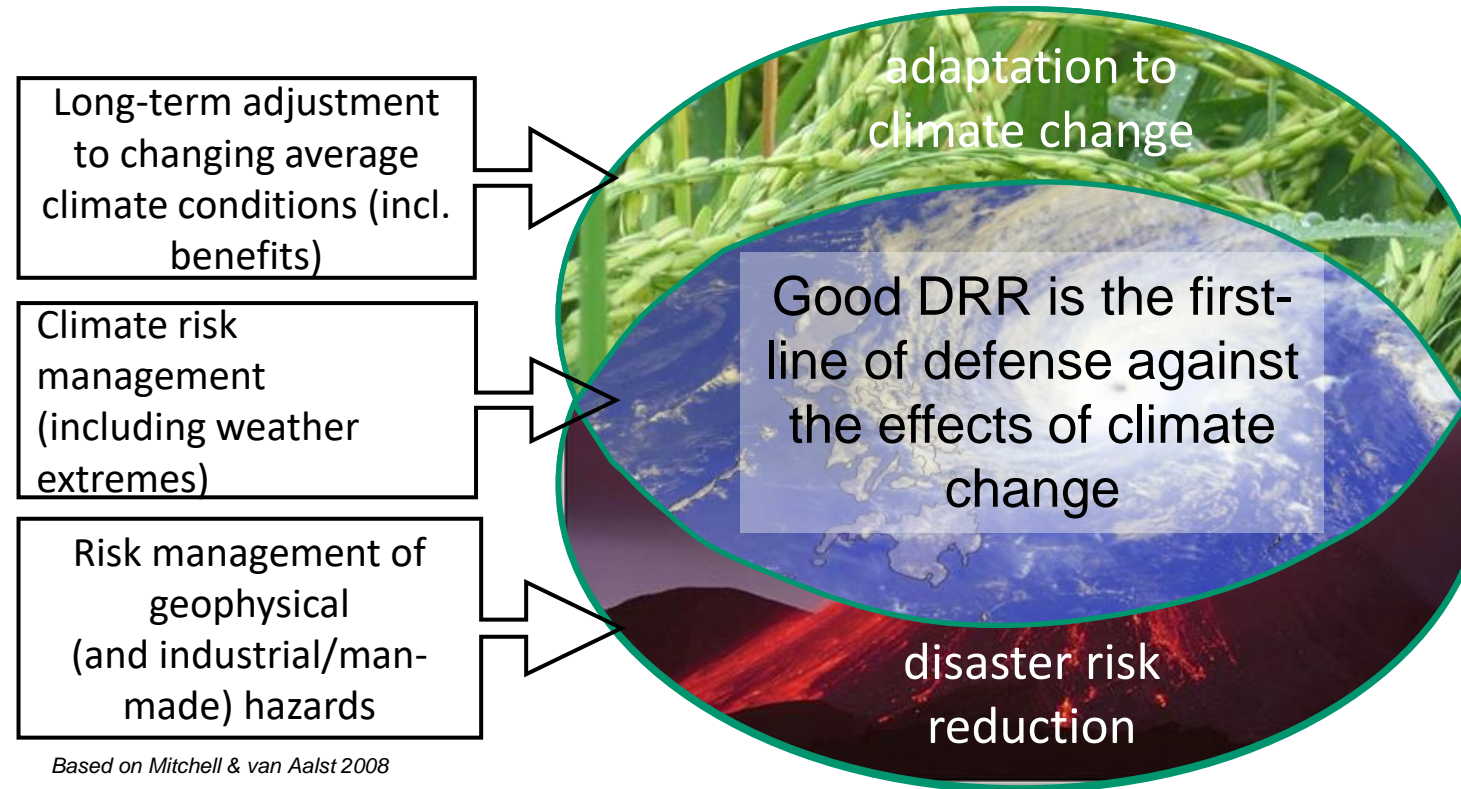 Long-term adjustment
to changing average
climate conditions (incl.
benefits)
Climate risk
management
(including weather
extremes)
Risk management of
geophysical
(and industrial/man-
made) hazards
Based on Mitchell & van Aalst 2008
adaptation to
climate change
Good DRR is the first-
line of defense against
the effects of climate
change
disaster risk
reduction